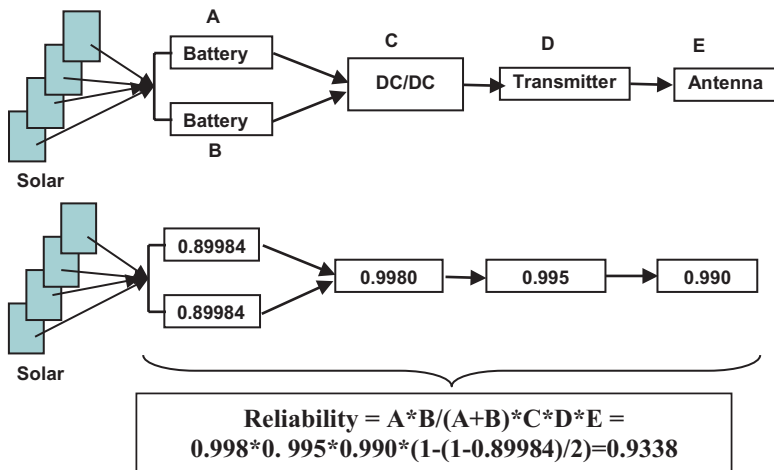 A
C
D
E
Battery
DC/DC
Transmitter
Antenna
Battery
B
Solar
0.89984
0.9980
0.995
0.990
0.89984
Solar
Reliability = A*B/(A+B)*C*D*E =
0.998*0. 995*0.990*(1-(1-0.89984)/2)=0.9338